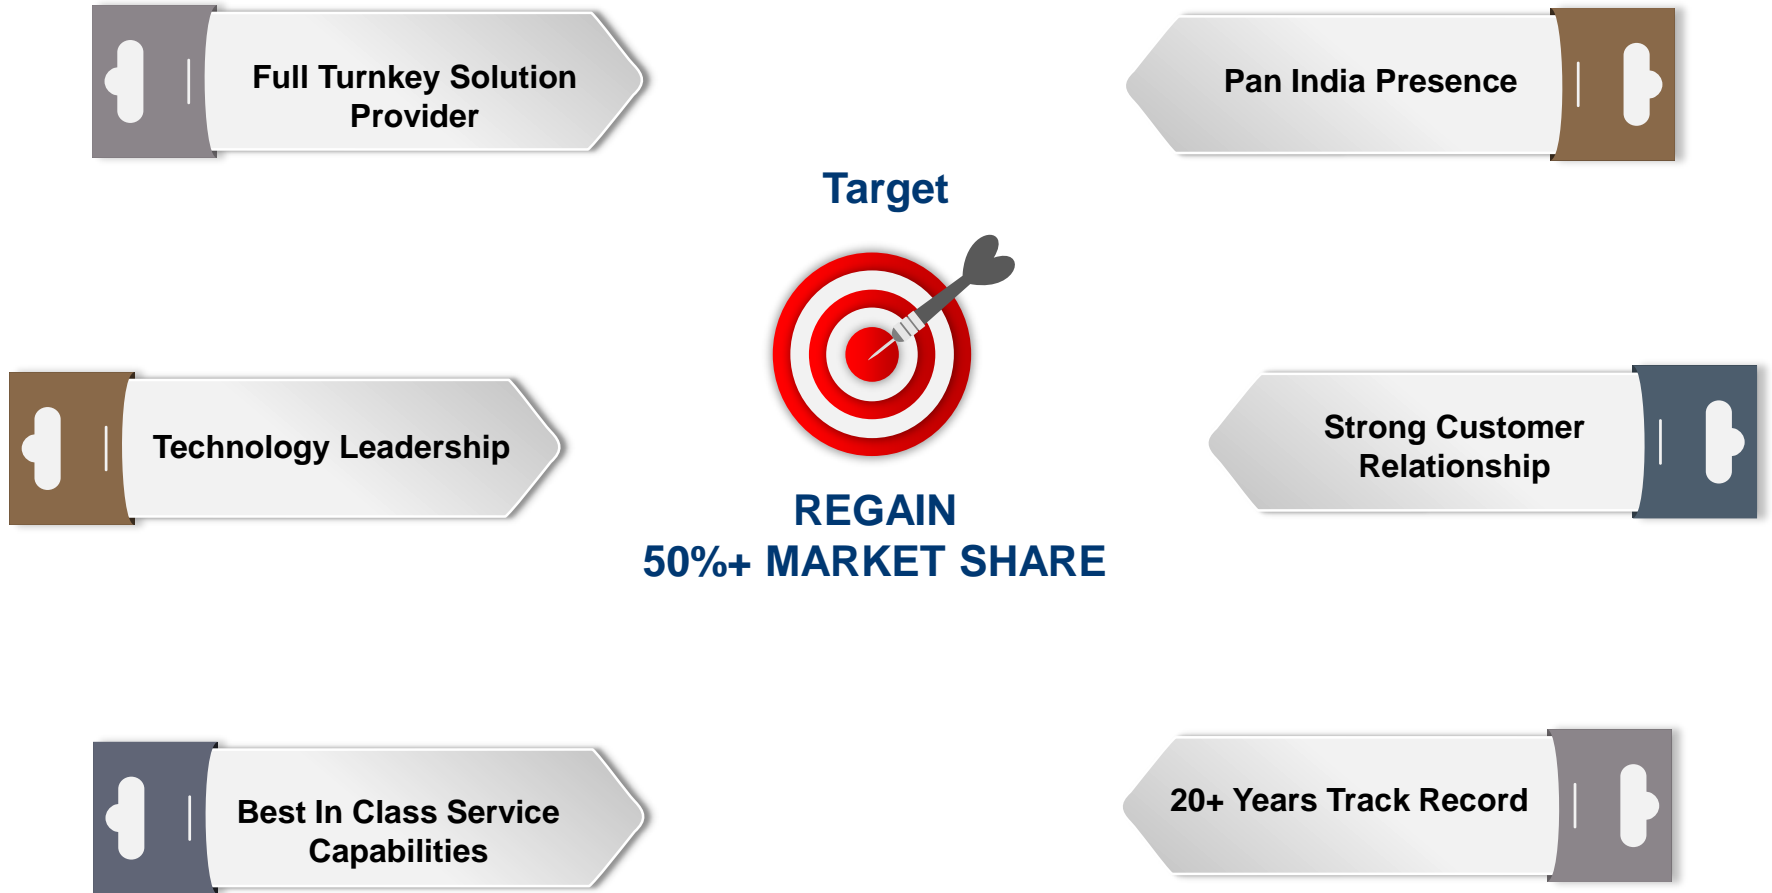 Full Turnkey Solution
Provider
Pan India Presence
Target
Technology Leadership
Strong Customer
Relationship
REGAIN
50%+ MARKET SHARE
Best In Class Service
Capabilities
20+ Years Track Record